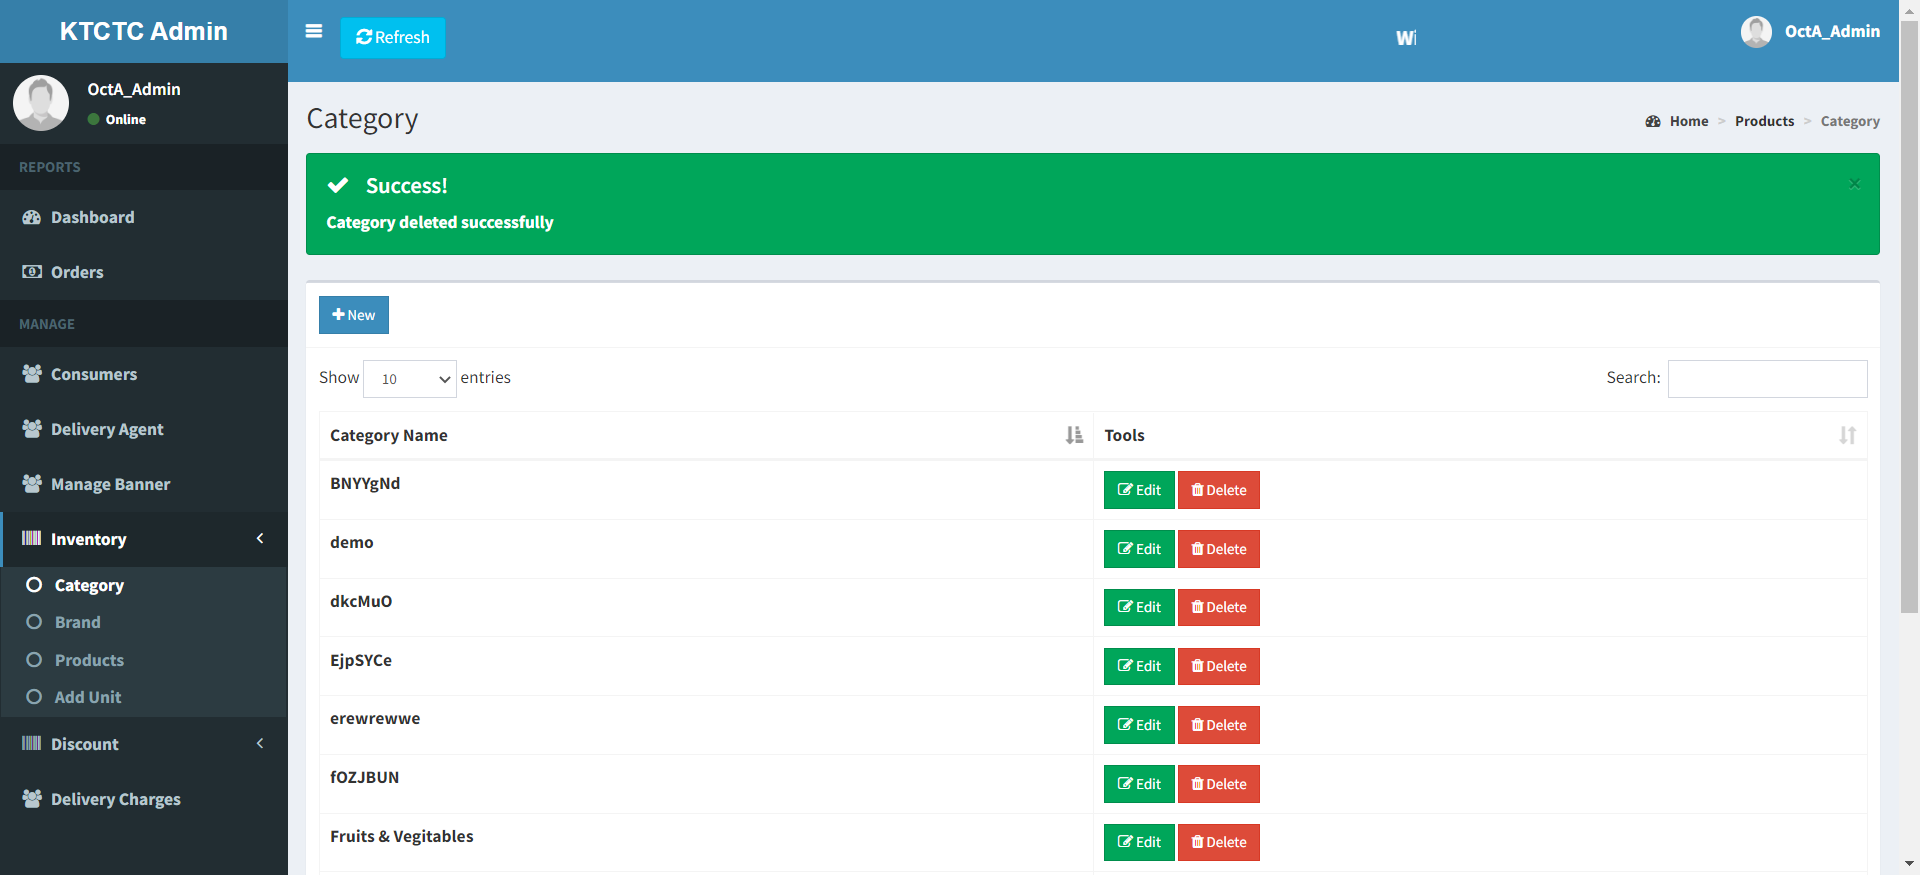 KTCTC Admin
Refresh
Wi
OctA_Admin
OctA_Admin
Online
REPORTS
Dashboard
Orders
MANAGE
Consumers
Delivery Agent
Manage Banner
Inventory
Category
Brand
Products
Add Unit
Discount
Delivery Charges
Category
Home > Products > Category
Success!
×
Category deleted successfully
New
Show 10 entries
Search:
Category Name Tools
BNYYgNd Edit Delete
demo Edit Delete
dkcMuO Edit Delete
EjpSYCe Edit Delete
erewrewwe Edit Delete
fOZJBUN Edit Delete
Fruits & Vegitables Edit Delete